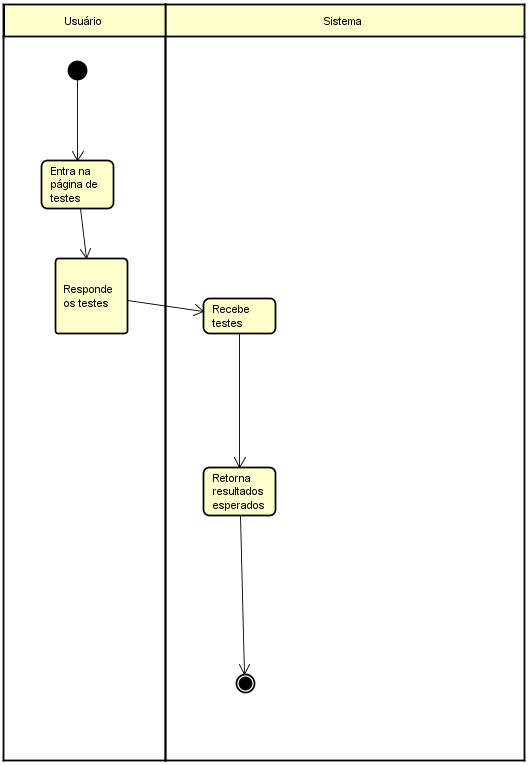 Usuário
Sistema
Entra na
página de
testes
Responde
os testes
Recebe
testes
Retorna
resultados
esperados